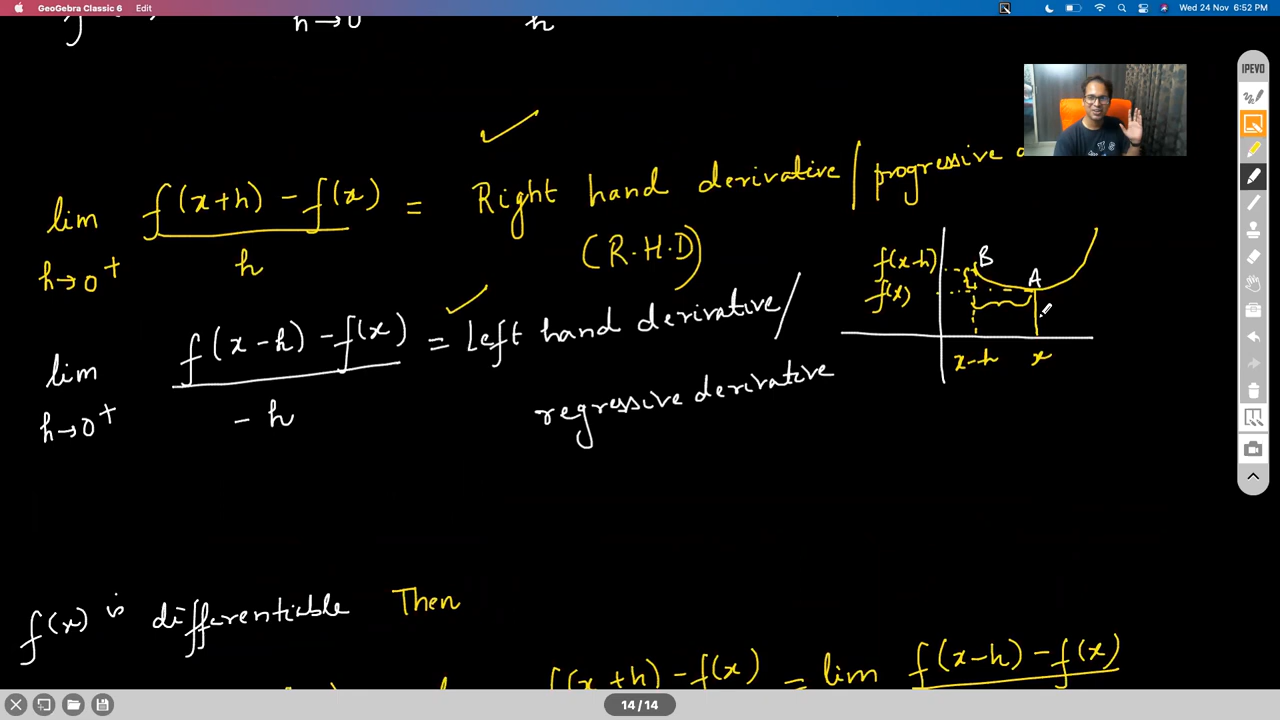 GeoGebra Classic 6 Edit
Wed 24 Nov 6:52 PM
h→0 h
IPEVO
lim f(x+h) - f(x) / h = Right hand derivative / progressive
h→0+
(R.H.D)
lim f(x-h) - f(x) / -h = Left hand derivative /
h→0+
regressive derivative
f(x-h) B
f(x) A
x-h x
f(x) is differentiable Then
f(x+h) - f(x) = lim f(x-h) - f(x)
14 / 14